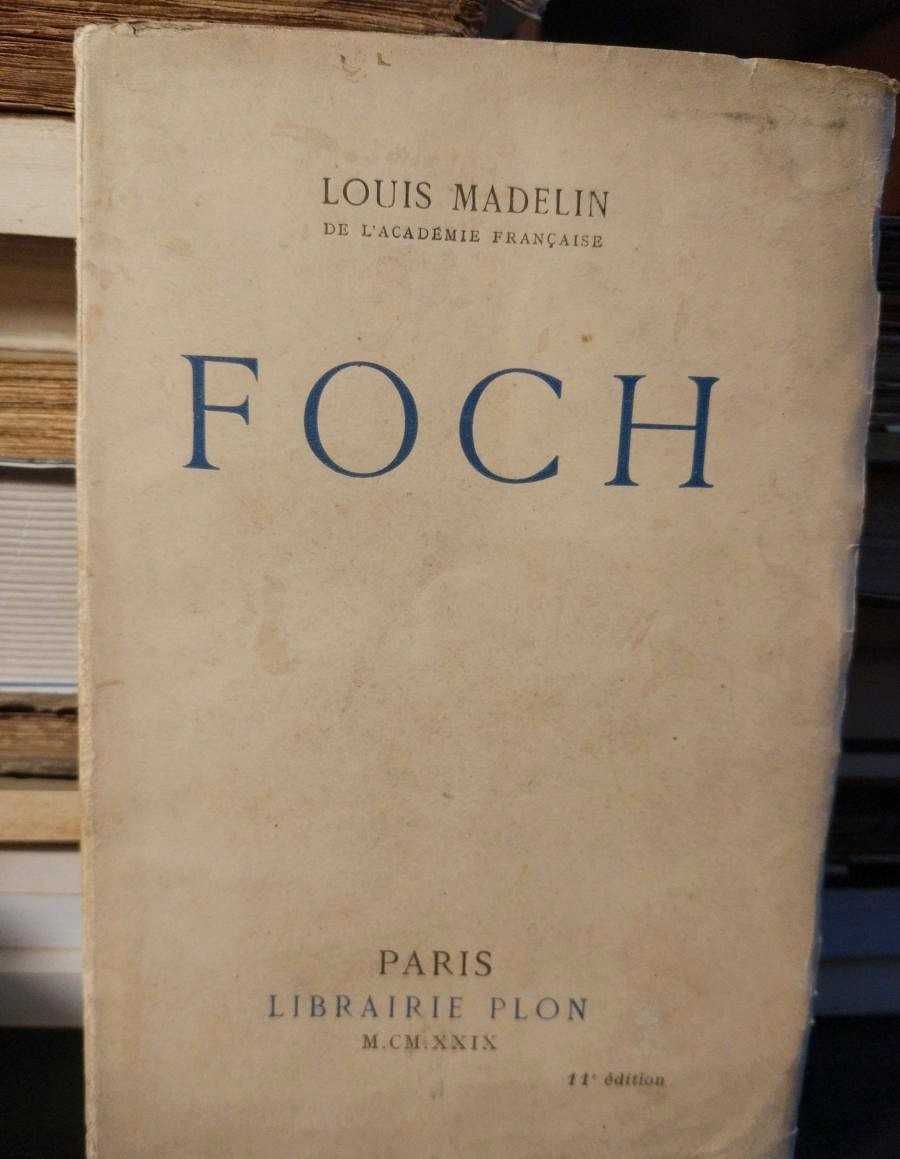 LOUIS MADELIN
DE L'ACADÉMIE FRANÇAISE
FOCH
PARIS
LIBRAIRIE PLON
M.CM.XXIX
11e édition